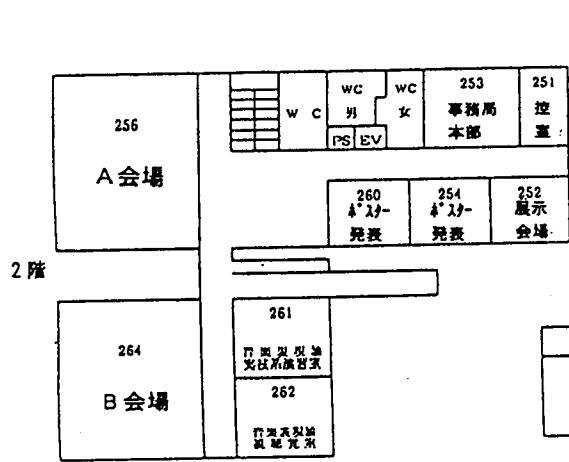 256
A会場
W C
WC
男
WC
女
PS
EV
253
事務局
本部
251
控
室
260
ポスター
発表
254
ポスター
発表
252
展示
会場
2階
264
B会場
261
262